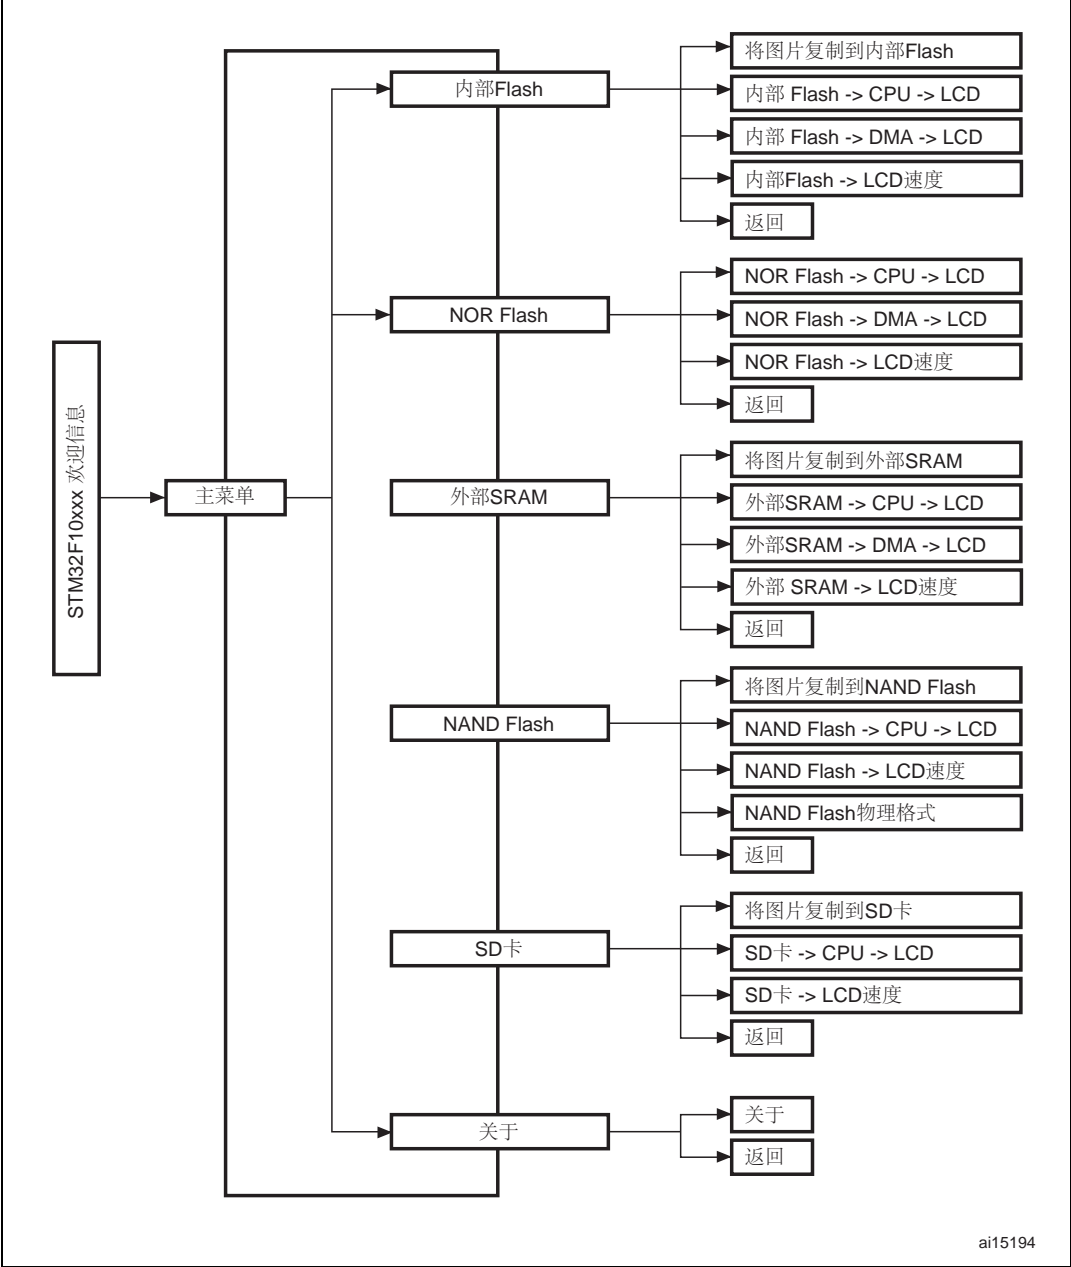 STM32F10xxx 欢迎信息
主菜单
内部Flash
将图片复制到内部Flash
内部 Flash -> CPU -> LCD
内部 Flash -> DMA -> LCD
内部Flash -> LCD速度
返回
NOR Flash
NOR Flash -> CPU -> LCD
NOR Flash -> DMA -> LCD
NOR Flash -> LCD速度
返回
外部SRAM
将图片复制到外部SRAM
外部SRAM -> CPU -> LCD
外部SRAM -> DMA -> LCD
外部 SRAM -> LCD速度
返回
NAND Flash
将图片复制到NAND Flash
NAND Flash -> CPU -> LCD
NAND Flash -> LCD速度
NAND Flash物理格式
返回
SD卡
将图片复制到SD卡
SD卡 -> CPU -> LCD
SD卡 -> LCD速度
返回
关于
关于
返回
ai15194